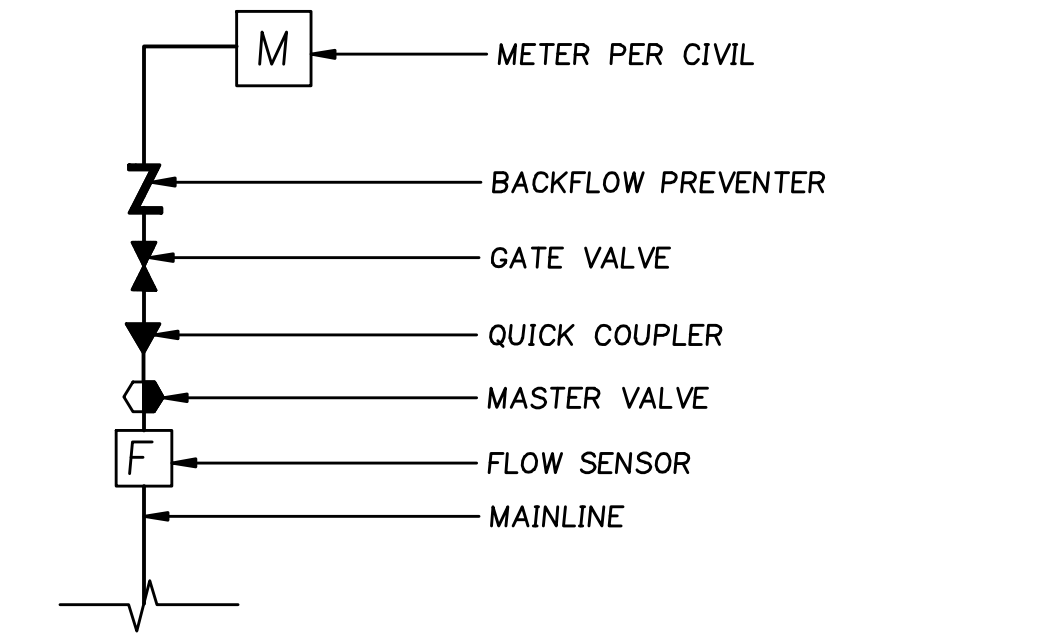 M METER PER CIVIL
BACKFLOW PREVENTER
GATE VALVE
QUICK COUPLER
MASTER VALVE
F FLOW SENSOR
MAINLINE